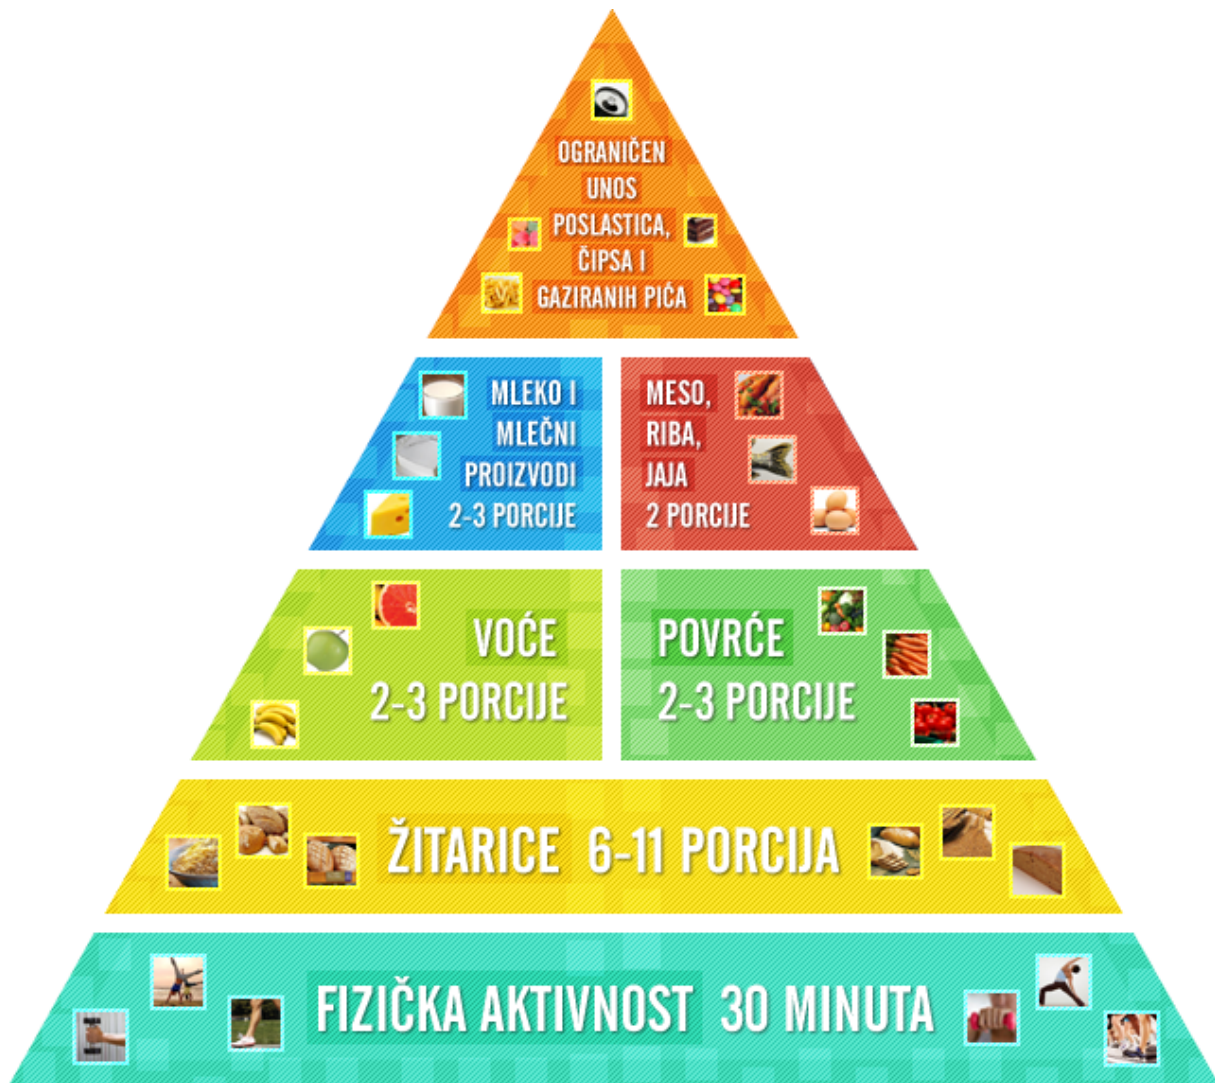 OGRANIČEN
UNOS
POSLASTICA,
ČIPSA I
GAZIRANIH PIĆA
MLEKO I
MLEČNI
PROIZVODI
2-3 PORCIJE
MESO,
RIBA,
JAJA
2 PORCIJE
VOĆE
2-3 PORCIJE
POVRĆE
2-3 PORCIJE
ŽITARICE 6-11 PORCIJA
FIZIČKA AKTIVNOST 30 MINUTA